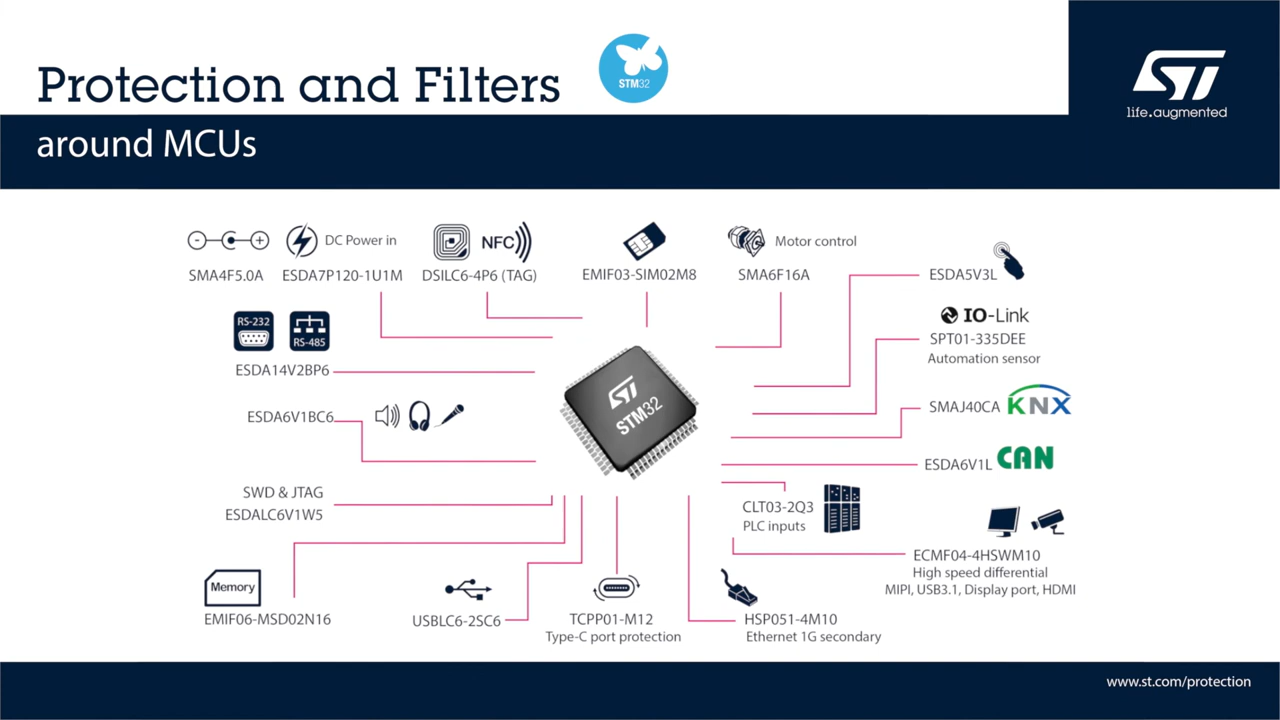 Protection and Filters
STM32
ST
life.augmented
around MCUs
DC Power in
NFC
Motor control
SMA4F5.0A
ESDA7P120-1U1M
DSILC6-4P6 (TAG)
EMIF03-SIM02M8
SMA6F16A
ESDA5V3L
RS-232
RS-485
IO-Link
SPT01-335DEE
Automation sensor
ESDA14V2BP6
ST
STM32
ESDA6V1BC6
SMAJ40CA
KNX
ESDA6V1L
CAN
SWD & JTAG
ESDALC6V1W5
CLT03-2Q3
PLC inputs
ECMF04-4HSWM10
High speed differential
MIPI, USB3.1, Display port, HDMI
Memory
EMIF06-MSD02N16
USBLC6-2SC6
TCPP01-M12
Type-C port protection
HSP051-4M10
Ethernet 1G secondary
www.st.com/protection